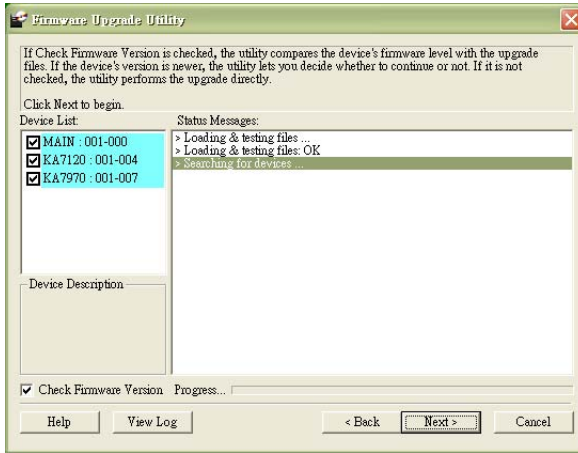 Firmware Upgrade Utility
If Check Firmware Version is checked, the utility compares the device's firmware level with the upgrade
files. If the device's version is newer, the utility lets you decide whether to continue or not. If it is not
checked, the utility performs the upgrade directly.
Click Next to begin.
Device List:
MAIN : 001-000
KA7120 : 001-004
KA7970 : 001-007
Status Messages:
> Loading & testing files ...
> Loading & testing files: OK
> Searching for devices ...
Device Description
Check Firmware Version Progress...
Help View Log < Back Next > Cancel